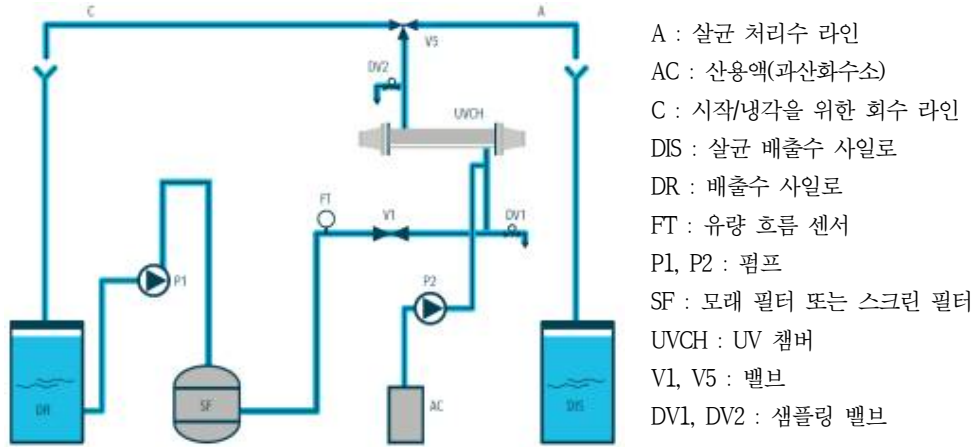 C
A
V5
DV2
UVCH
FT
V1
DV1
P1
P2
DR
SF
AC
DIS
A : 살균 처리수 라인
AC : 산용액(과산화수소)
C : 시작/냉각을 위한 회수 라인
DIS : 살균 배출수 사일로
DR : 배출수 사일로
FT : 유량 흐름 센서
P1, P2 : 펌프
SF : 모래 필터 또는 스크린 필터
UVCH : UV 챔버
V1, V5 : 밸브
DV1, DV2 : 샘플링 밸브